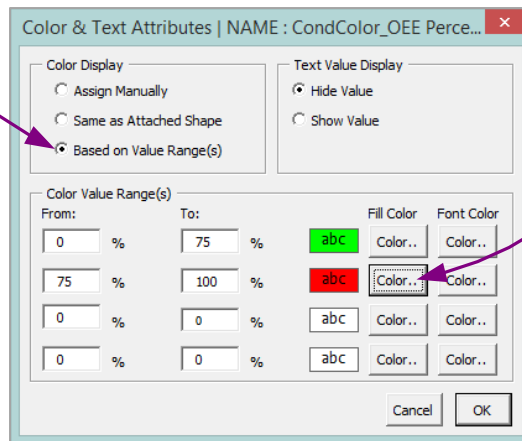 Color & Text Attributes | NAME : CondColor_OEE Perce... ×
Color Display
Assign Manually
Same as Attached Shape
Based on Value Range(s)
Text Value Display
Hide Value
Show Value
Color Value Range(s)
From: To: Fill Color Font Color
0 % 75 % abc Color.. Color..
75 % 100 % abc Color.. Color..
0 % 0 % abc Color.. Color..
0 % 0 % abc Color.. Color..
Cancel OK